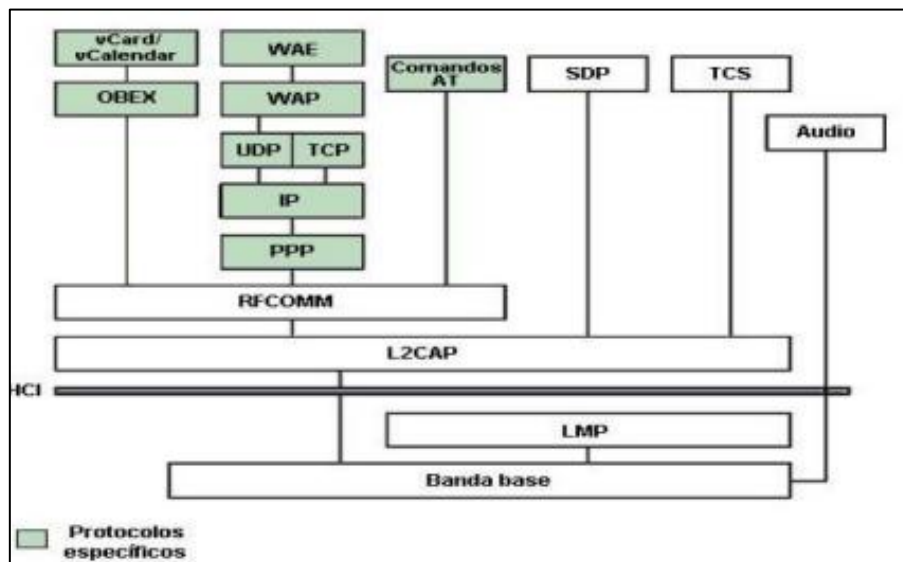 vCard/
vCalendar
WAE
Comandos
AT
SDP
TCS
OBEX
WAP
Audio
UDP
TCP
IP
PPP
RFCOMM
L2CAP
HCI
LMP
Banda base
Protocolos
específicos